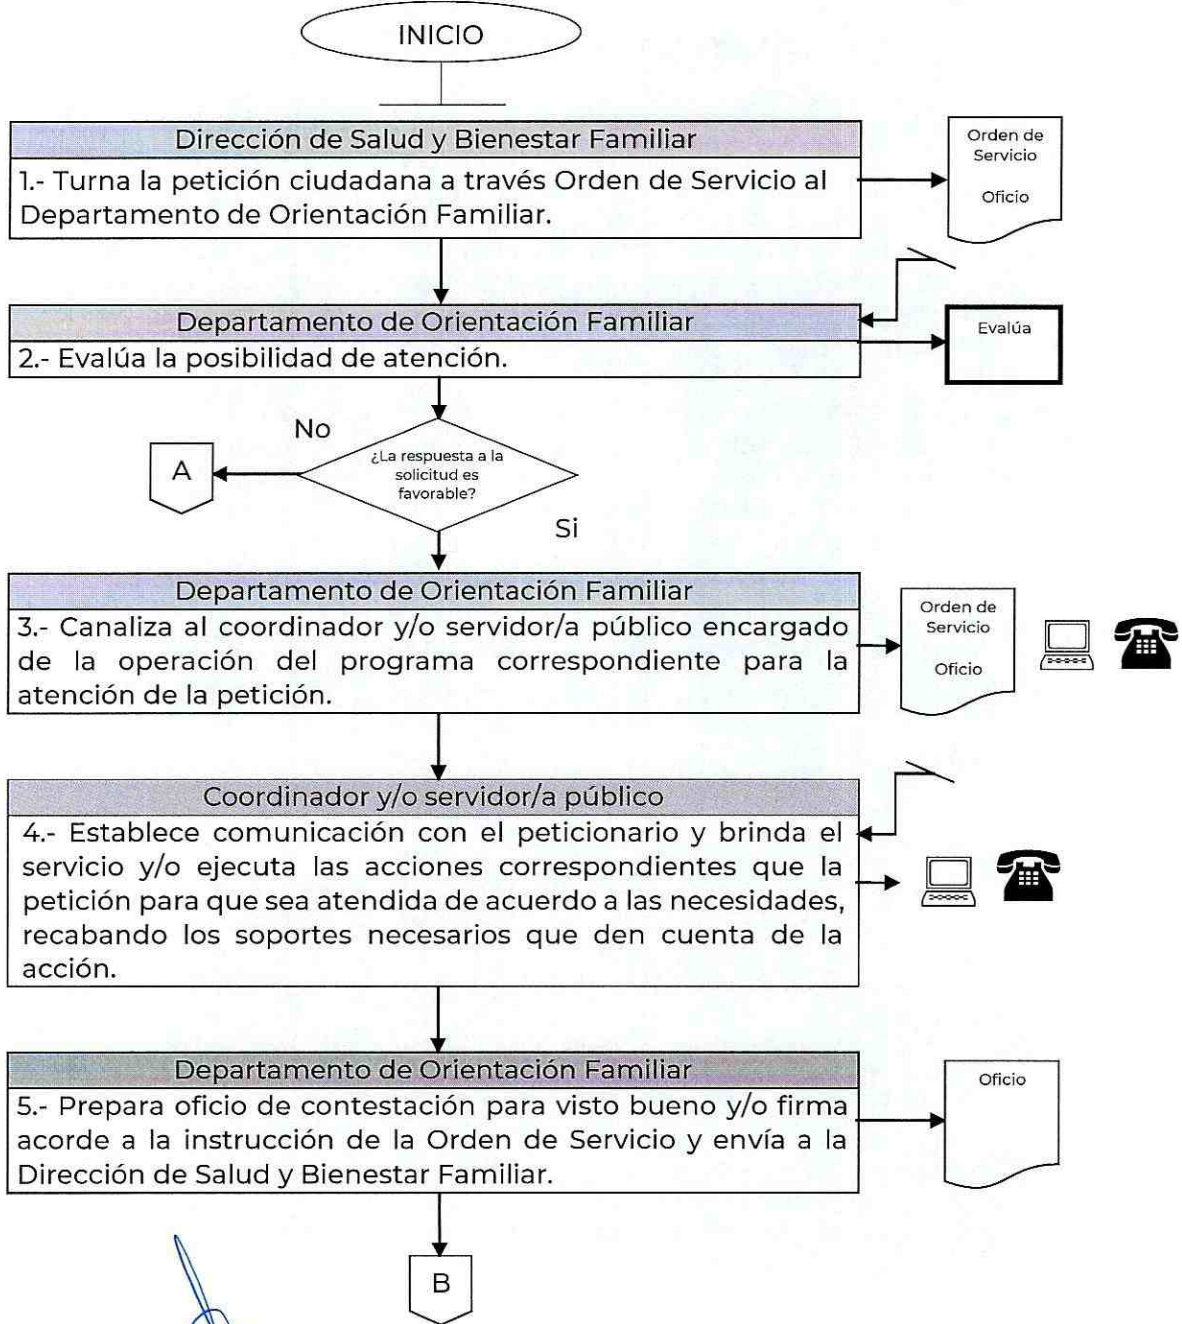 INICIO
Dirección de Salud y Bienestar Familiar
1.- Turna la petición ciudadana a través Orden de Servicio al
Departamento de Orientación Familiar.
Orden de
Servicio
Oficio
Departamento de Orientación Familiar
2.- Evalúa la posibilidad de atención.
Evalúa
No
A
¿La respuesta a la
solicitud es
favorable?
Si
Departamento de Orientación Familiar
3.- Canaliza al coordinador y/o servidor/a público encargado
de la operación del programa correspondiente para la
atención de la petición.
Orden de
Servicio
Oficio
Coordinador y/o servidor/a público
4.- Establece comunicación con el peticionario y brinda el
servicio y/o ejecuta las acciones correspondientes que la
petición para que sea atendida de acuerdo a las necesidades,
recabando los soportes necesarios que den cuenta de la
acción.
Departamento de Orientación Familiar
5.- Prepara oficio de contestación para visto bueno y/o firma
acorde a la instrucción de la Orden de Servicio y envía a la
Dirección de Salud y Bienestar Familiar.
Oficio
B